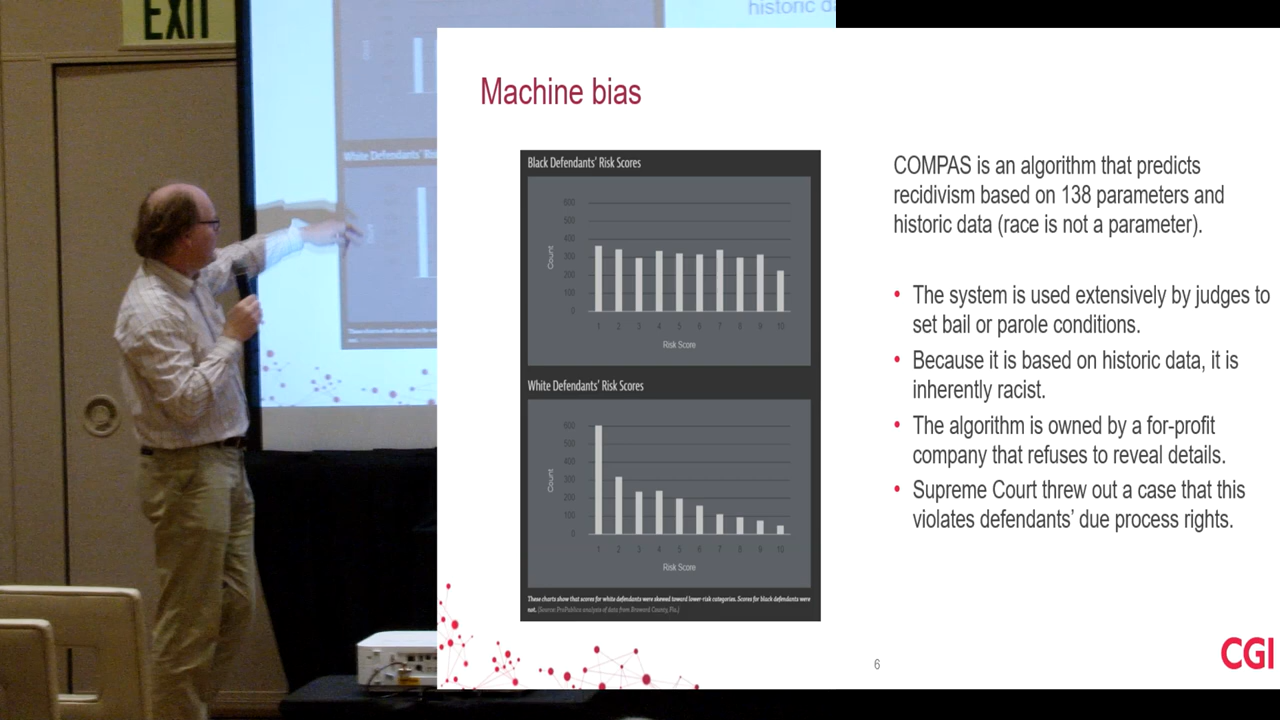 EXIT
historic da
White Defendants' Ris
Machine bias
Black Defendants' Risk Scores
600
500
400
300
200
100
0
Count
1 2 3 4 5 6 7 8 9 10
Risk Score
White Defendants' Risk Scores
600
500
400
300
200
100
0
Count
1 2 3 4 5 6 7 8 9 10
Risk Score
These charts show that scores for white defendants were skewed toward lower-risk categories. Scores for black defendants were
not. (Source: ProPublica analysis of data from Broward County, Fla.)
COMPAS is an algorithm that predicts
recidivism based on 138 parameters and
historic data (race is not a parameter).
• The system is used extensively by judges to
set bail or parole conditions.
• Because it is based on historic data, it is
inherently racist.
• The algorithm is owned by a for-profit
company that refuses to reveal details.
• Supreme Court threw out a case that this
violates defendants' due process rights.
6
CGI